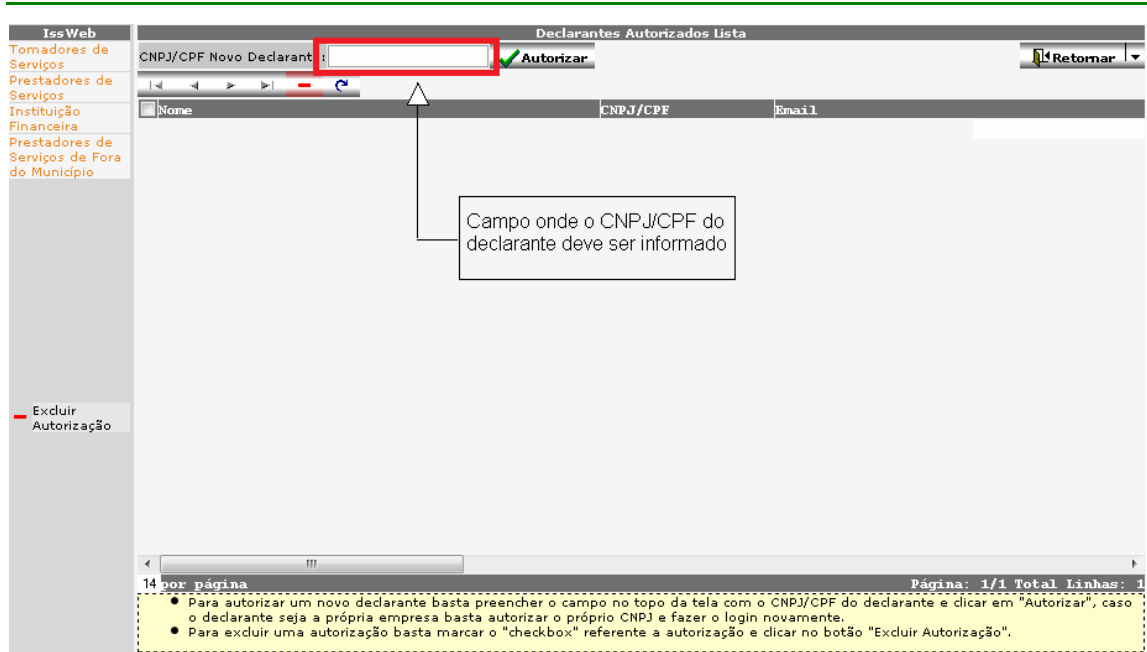 IssWeb
Declarantes Autorizados Lista
Tomadores de
Serviços
Prestadores de
Serviços
Instituição
Financeira
Prestadores de
Serviços de Fora
do Município
CNPJ/CPF Novo Declarant :
Autorizar
Retornar
Nome CNPJ/CPF Email
Campo onde o CNPJ/CPF do
declarante deve ser informado
Excluir
Autorização
14 por página Página: 1/1 Total Linhas: 1
• Para autorizar um novo declarante basta preencher o campo no topo da tela com o CNPJ/CPF do declarante e clicar em "Autorizar", caso
o declarante seja a própria empresa basta autorizar o próprio CNPJ e fazer o login novamente.
• Para excluir uma autorização basta marcar o "checkbox" referente a autorização e clicar no botão "Excluir Autorização".